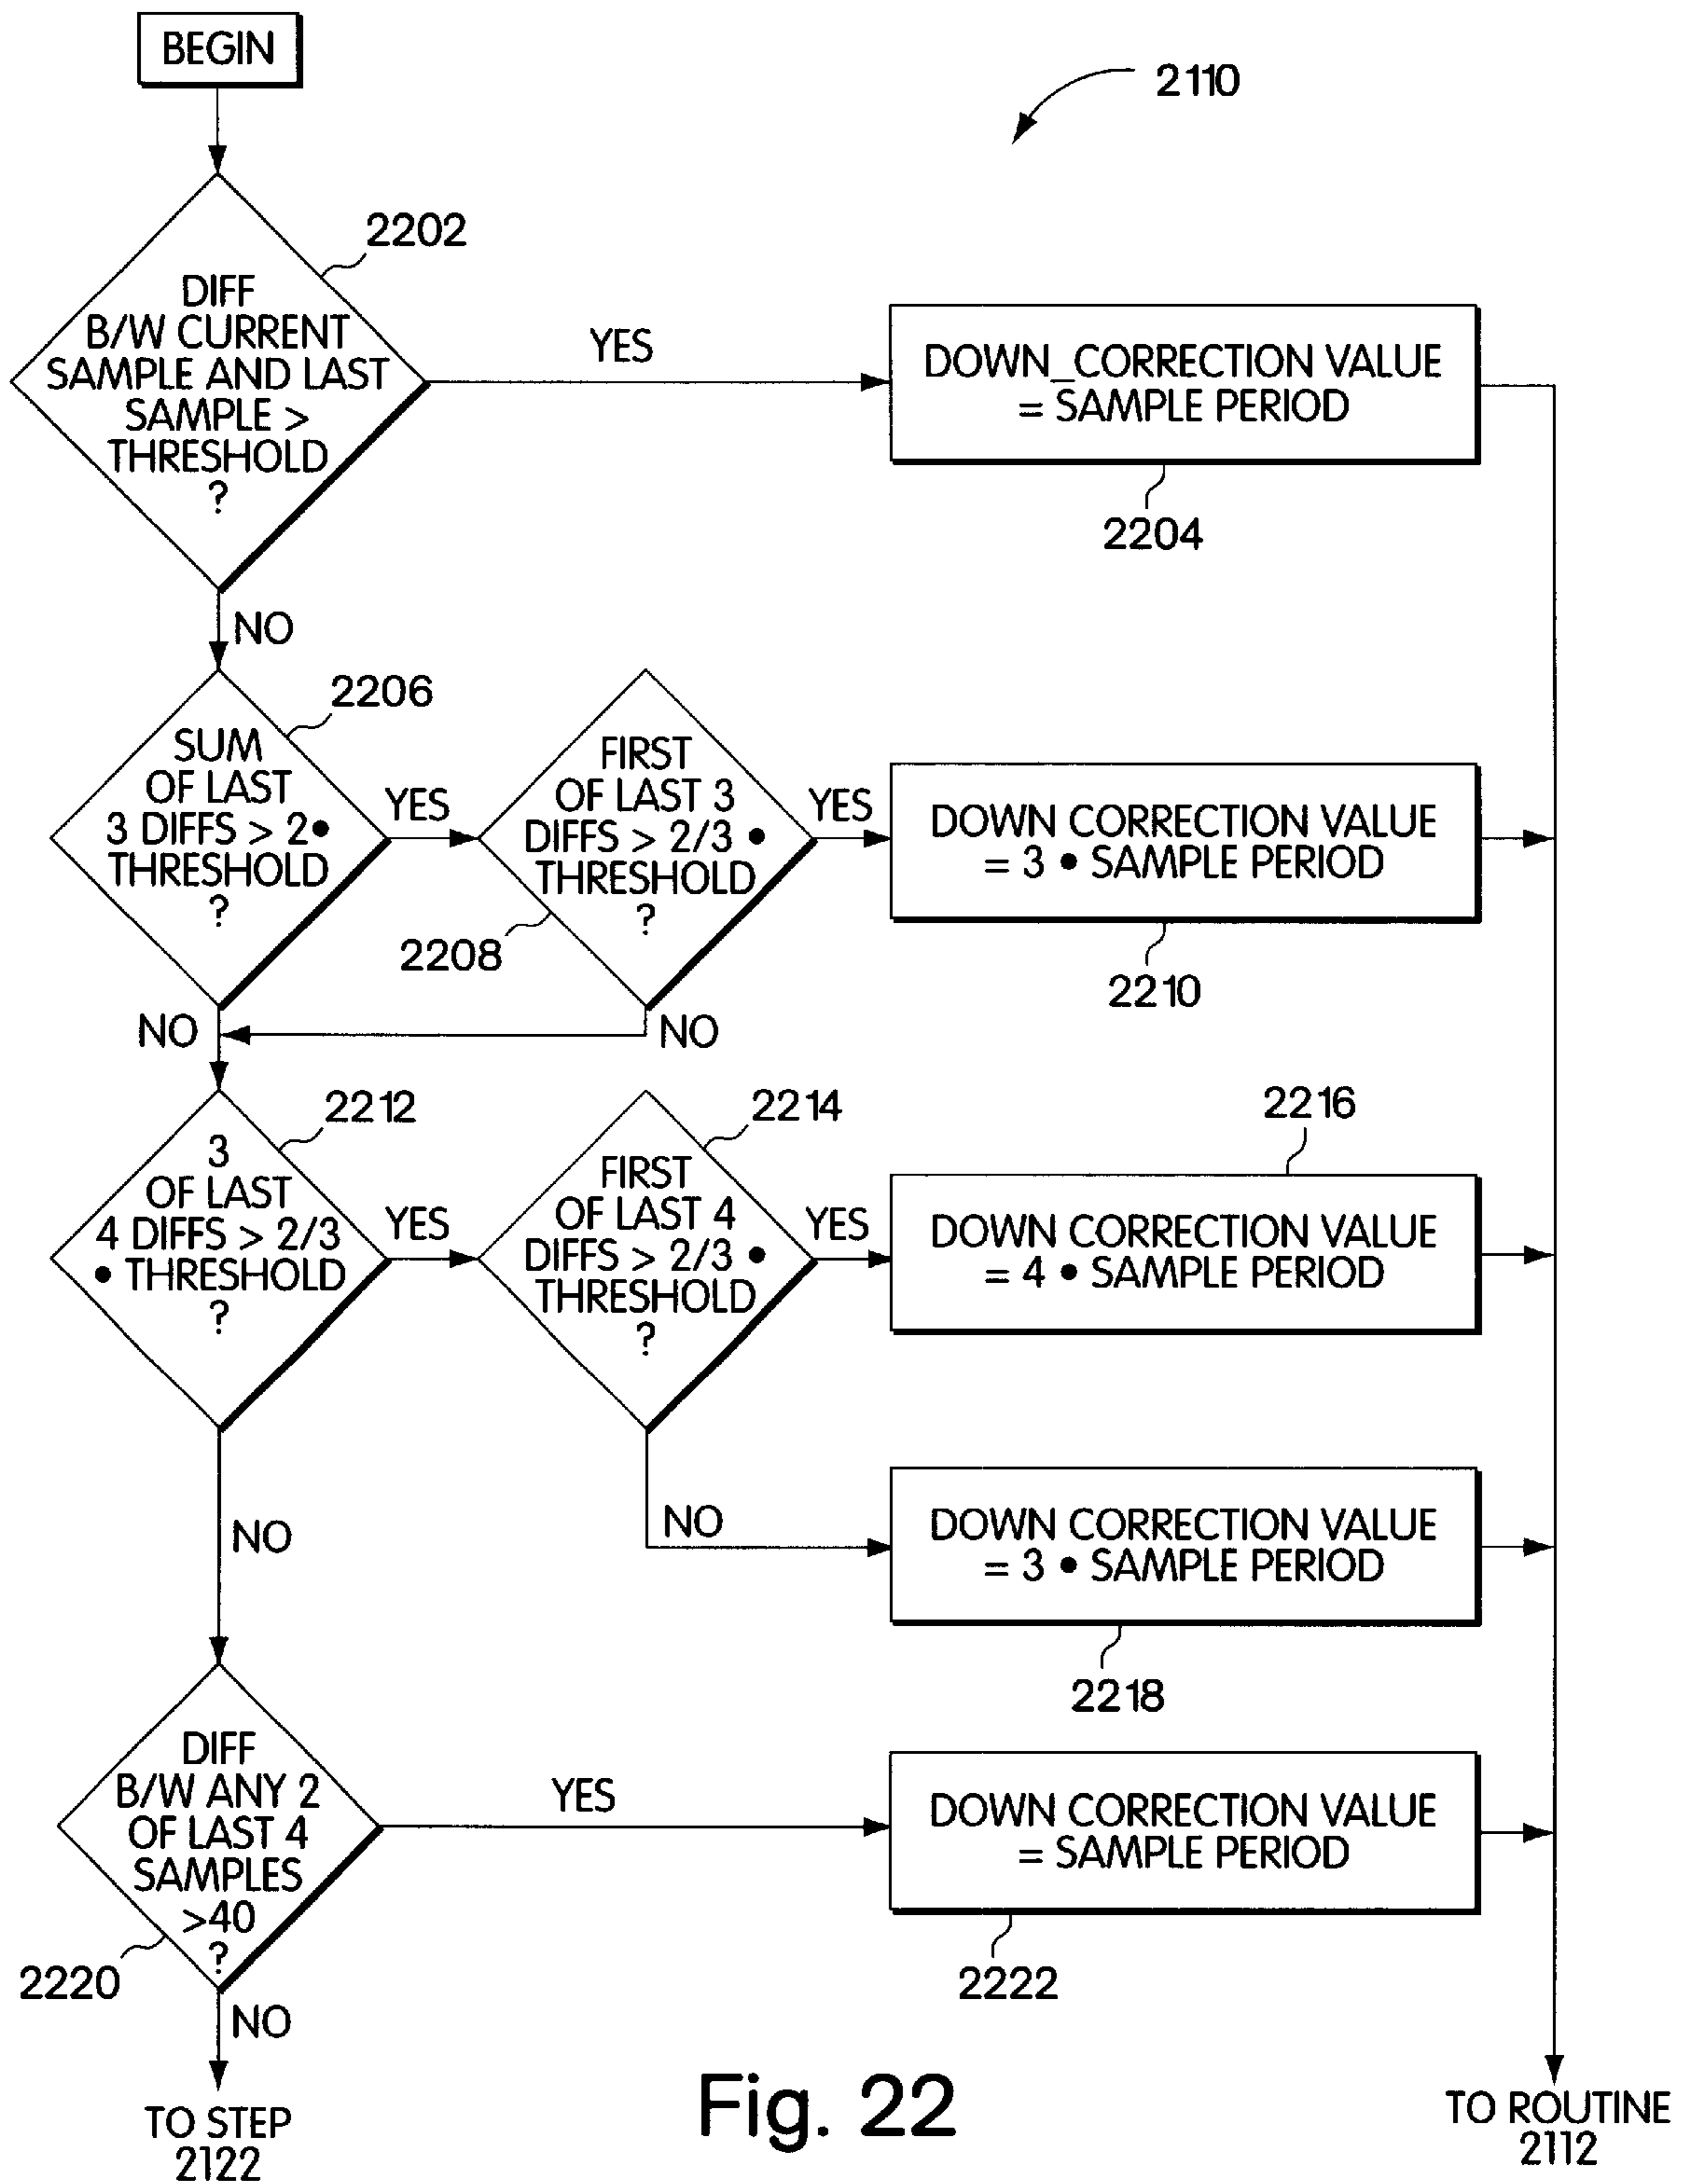 BEGIN
2110
2202
DIFF
B/W CURRENT
SAMPLE AND LAST
SAMPLE >
THRESHOLD
?
YES
DOWN_CORRECTION VALUE
= SAMPLE PERIOD
2204
NO
2206
SUM
OF LAST
3 DIFFS > 2●
THRESHOLD
?
YES
FIRST
OF LAST 3
DIFFS > 2/3 ●
THRESHOLD
?
2208
YES
DOWN CORRECTION VALUE
= 3 ● SAMPLE PERIOD
2210
NO
NO
2212
3
OF LAST
4 DIFFS > 2/3
● THRESHOLD
?
YES
2214
FIRST
OF LAST 4
DIFFS > 2/3 ●
THRESHOLD
?
YES
2216
DOWN CORRECTION VALUE
= 4 ● SAMPLE PERIOD
NO
NO
DOWN CORRECTION VALUE
= 3 ● SAMPLE PERIOD
2218
DIFF
B/W ANY 2
OF LAST 4
SAMPLES
>40
?
2220
YES
DOWN CORRECTION VALUE
= SAMPLE PERIOD
2222
NO
TO STEP
2122
Fig. 22
TO ROUTINE
2112